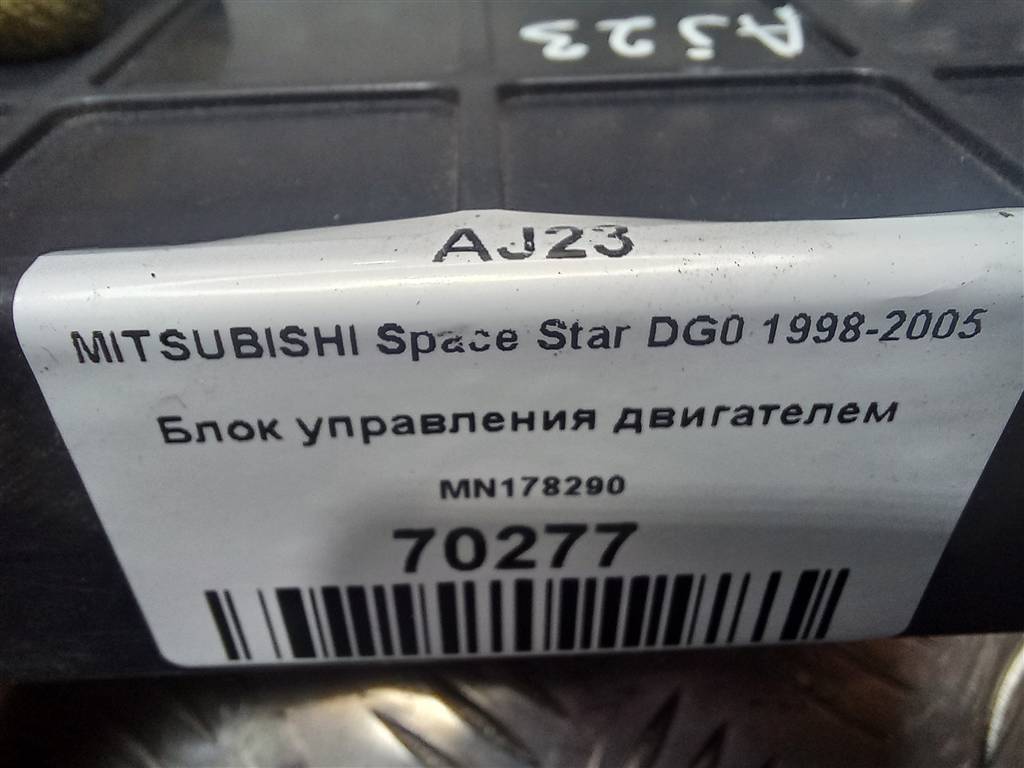 AJ23
AJ23
MITSUBISHI Space Star DG0 1998-2005
Блок управления двигателем
MN178290
70277